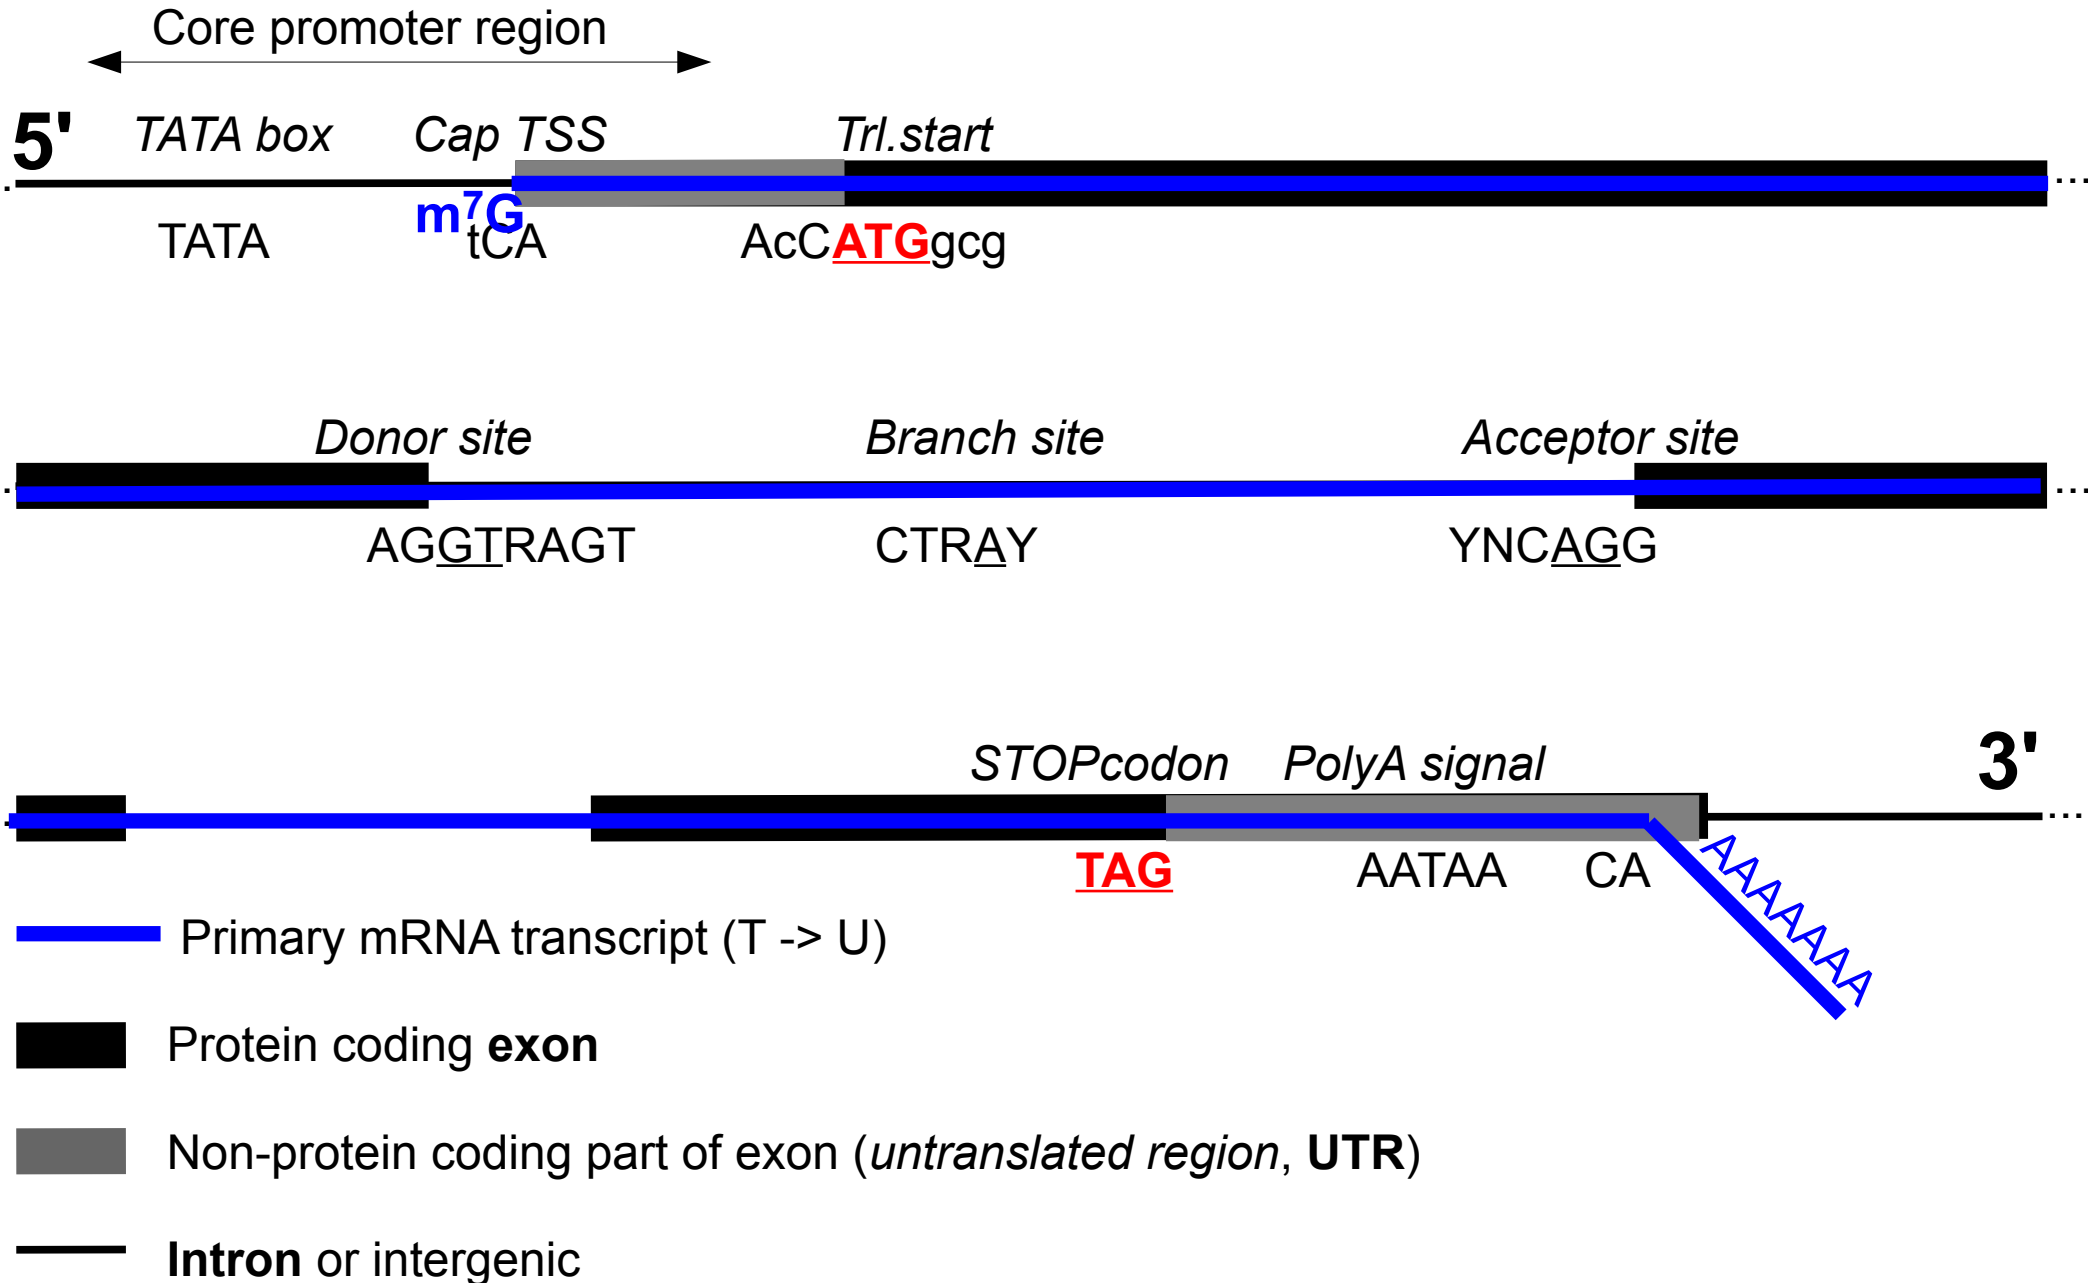 Core promoter region
5' TATA box Cap TSS Trl.start
. ...
m⁷G
TATA tCA AcCATGgcg
Donor site Branch site Acceptor site
. ...
AGGTRAGT CTRAY YNCAGG
STOPcodon PolyA signal 3'
. ...
TAG AATAA CA AAAAAAA
Primary mRNA transcript (T -> U)
Protein coding exon
Non-protein coding part of exon (untranslated region, UTR)
Intron or intergenic